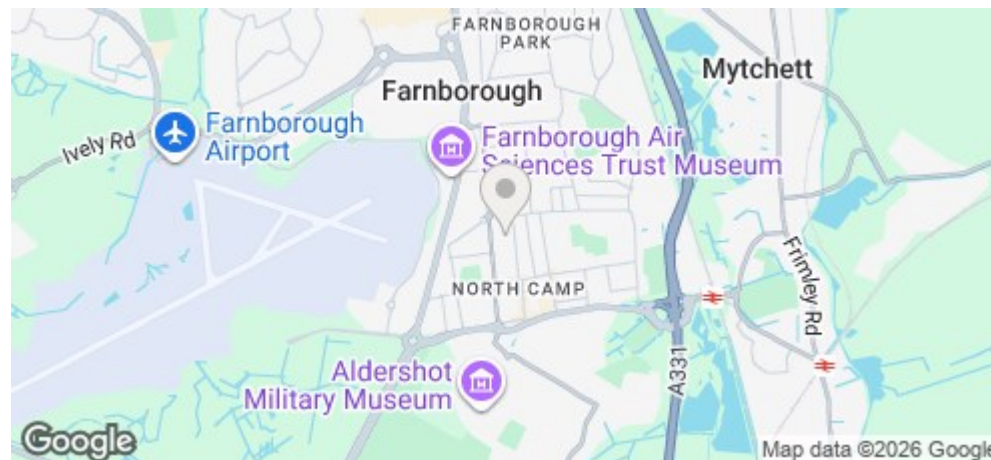 FARNBOROUGH
PARK
Mytchett
Farnborough
Ively Rd
Farnborough
Airport
Farnborough Air
Sciences Trust Museum
NORTH CAMP
Frimley Rd
A331
Aldershot
Military Museum
Google
Map data ©2026 Google